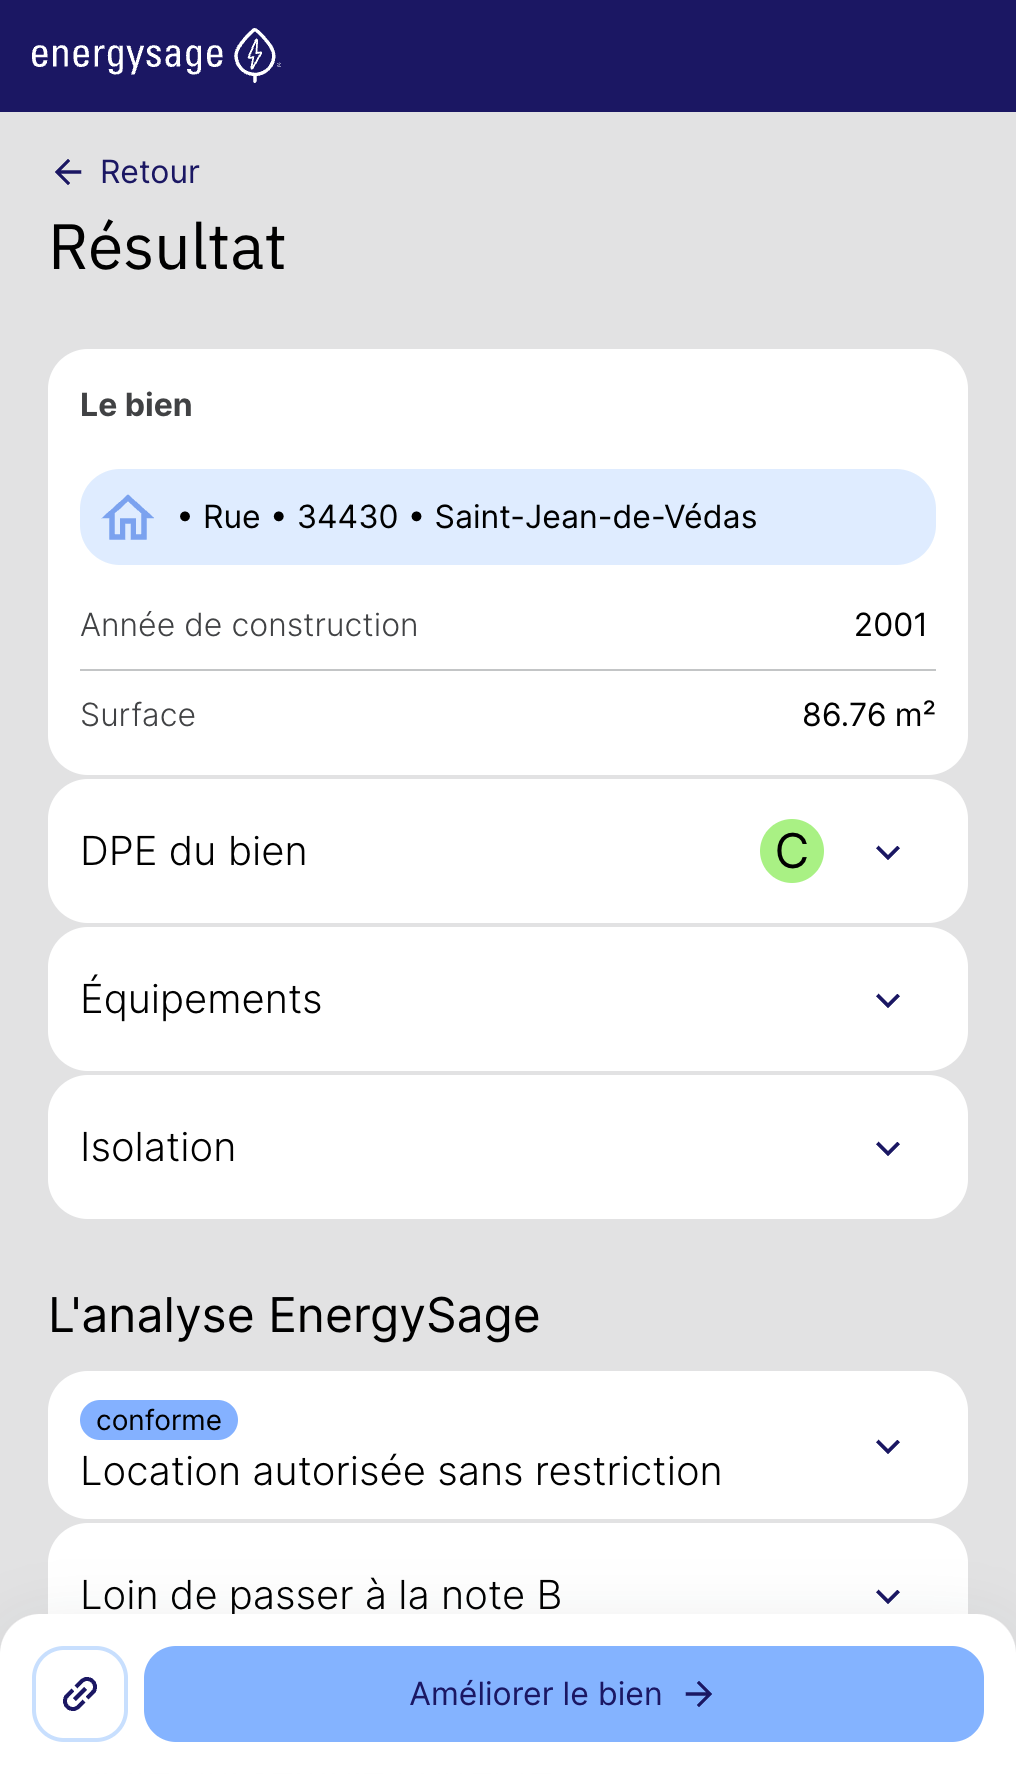 energysage
Retour
Résultat
Le bien
• Rue • 34430 • Saint-Jean-de-Védas
Année de construction 2001
Surface 86.76 m²
DPE du bien C
Équipements
Isolation
L'analyse EnergySage
conforme
Location autorisée sans restriction
Loin de passer à la note B
Améliorer le bien